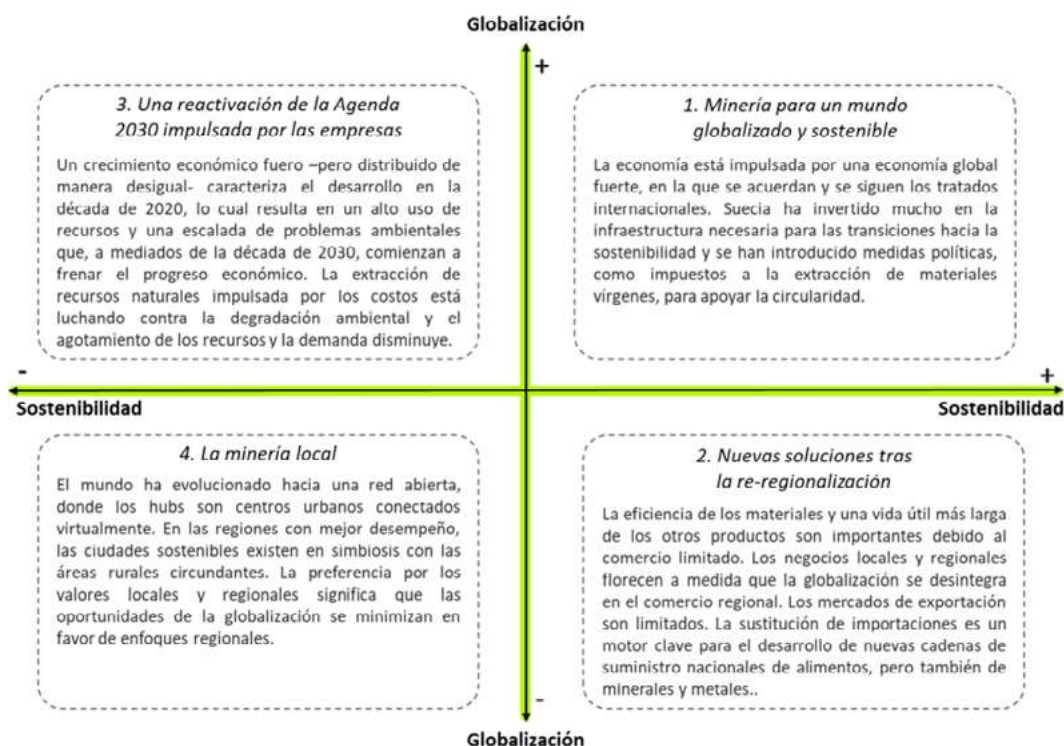 Globalización
+
3. Una reactivación de la Agenda
2030 impulsada por las empresas
Un crecimiento económico fuero –pero distribuido de
manera desigual- caracteriza el desarrollo en la
década de 2020, lo cual resulta en un alto uso de
recursos y una escalada de problemas ambientales
que, a mediados de la década de 2030, comienzan a
frenar el progreso económico. La extracción de
recursos naturales impulsada por los costos está
luchando contra la degradación ambiental y el
agotamiento de los recursos y la demanda disminuye.
1. Minería para un mundo
globalizado y sostenible
La economía está impulsada por una economía global
fuerte, en la que se acuerdan y se siguen los tratados
internacionales. Suecia ha invertido mucho en la
infraestructura necesaria para las transiciones hacia la
sostenibilidad y se han introducido medidas políticas,
como impuestos a la extracción de materiales
vírgenes, para apoyar la circularidad.
-
Sostenibilidad
+
Sostenibilidad
4. La minería local
El mundo ha evolucionado hacia una red abierta,
donde los hubs son centros urbanos conectados
virtualmente. En las regiones con mejor desempeño,
las ciudades sostenibles existen en simbiosis con las
áreas rurales circundantes. La preferencia por los
valores locales y regionales significa que las
oportunidades de la globalización se minimizan en
favor de enfoques regionales.
2. Nuevas soluciones tras
la re-regionalización
La eficiencia de los materiales y una vida útil más larga
de los otros productos son importantes debido al
comercio limitado. Los negocios locales y regionales
florecen a medida que la globalización se desintegra
en el comercio regional. Los mercados de exportación
son limitados. La sustitución de importaciones es un
motor clave para el desarrollo de nuevas cadenas de
suministro nacionales de alimentos, pero también de
minerales y metales..
-
Globalización